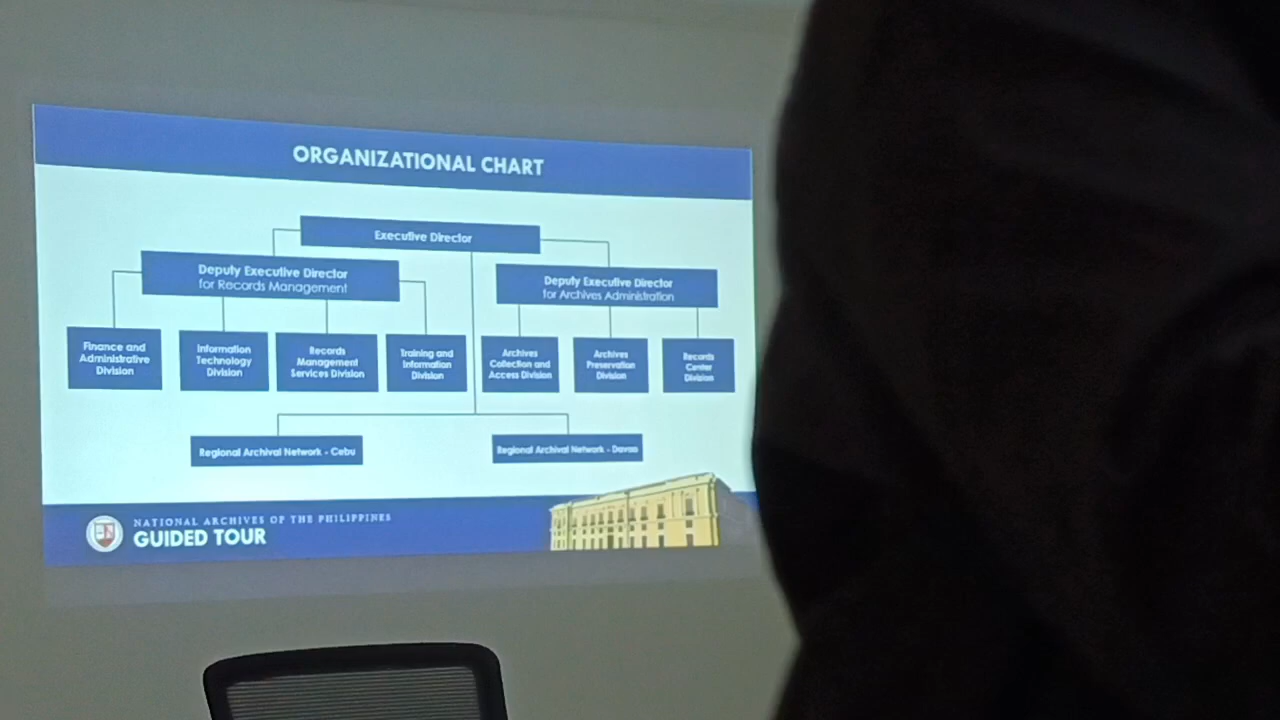 ORGANIZATIONAL CHART
Executive Director
Deputy Executive Director
for Records Management
Deputy Executive Director
for Archives Administration
Finance and
Administrative
Division
Information
Technology
Division
Records
Management
Services Division
Training and
Information
Division
Archives
Collection and
Access Division
Archives
Preservation
Division
Records
Center
Division
Regional Archival Network - Cebu
Regional Archival Network - Davao
NATIONAL ARCHIVES OF THE PHILIPPINES
GUIDED TOUR